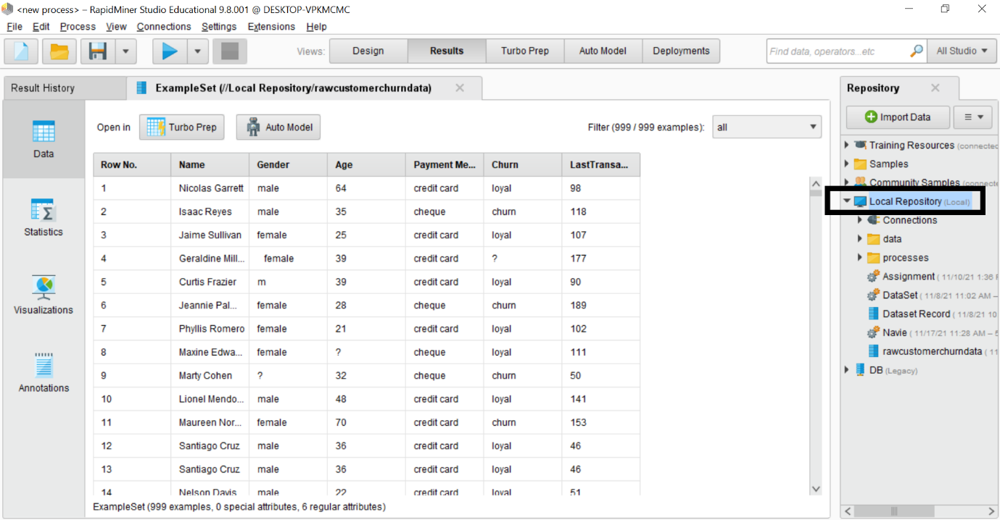 <new process> – RapidMiner Studio Educational 9.8.001 @ DESKTOP-VPKMCMC
File Edit Process View Connections Settings Extensions Help
Views: Design Results Turbo Prep Auto Model Deployments Find data, operators...etc All Studio
Result History ExampleSet (//Local Repository/rawcustomerchurndata)
Data
Statistics
Visualizations
Annotations
Open in Turbo Prep Auto Model Filter (999 / 999 examples): all
Row No. Name Gender Age Payment Me... Churn LastTransa...
1 Nicolas Garrett male 64 credit card loyal 98
2 Isaac Reyes male 35 cheque churn 118
3 Jaime Sullivan female 25 credit card loyal 107
4 Geraldine Mill... female 39 credit card ? 177
5 Curtis Frazier m 39 credit card loyal 90
6 Jeannie Pal... female 28 cheque churn 189
7 Phyllis Romero female 21 credit card loyal 102
8 Maxine Edwa... female ? cheque loyal 111
9 Marty Cohen ? 32 cheque churn 50
10 Lionel Mendo... male 48 credit card loyal 141
11 Maureen Nor... female 70 credit card churn 153
12 Santiago Cruz male 36 credit card loyal 46
13 Santiago Cruz male 36 credit card loyal 46
14 Nelson Davis male 22 credit card loyal 51
ExampleSet (999 examples, 0 special attributes, 6 regular attributes)
Repository
Import Data
Training Resources (connected
Samples
Community Samples (connecte
Local Repository (Local)
Connections
data
processes
Assignment ( 11/10/21 1:36
DataSet ( 11/8/21 11:02 AM –
Dataset Record ( 11/8/21 10
Navie ( 11/17/21 11:28 AM –
rawcustomerchurndata ( 11
DB (Legacy)